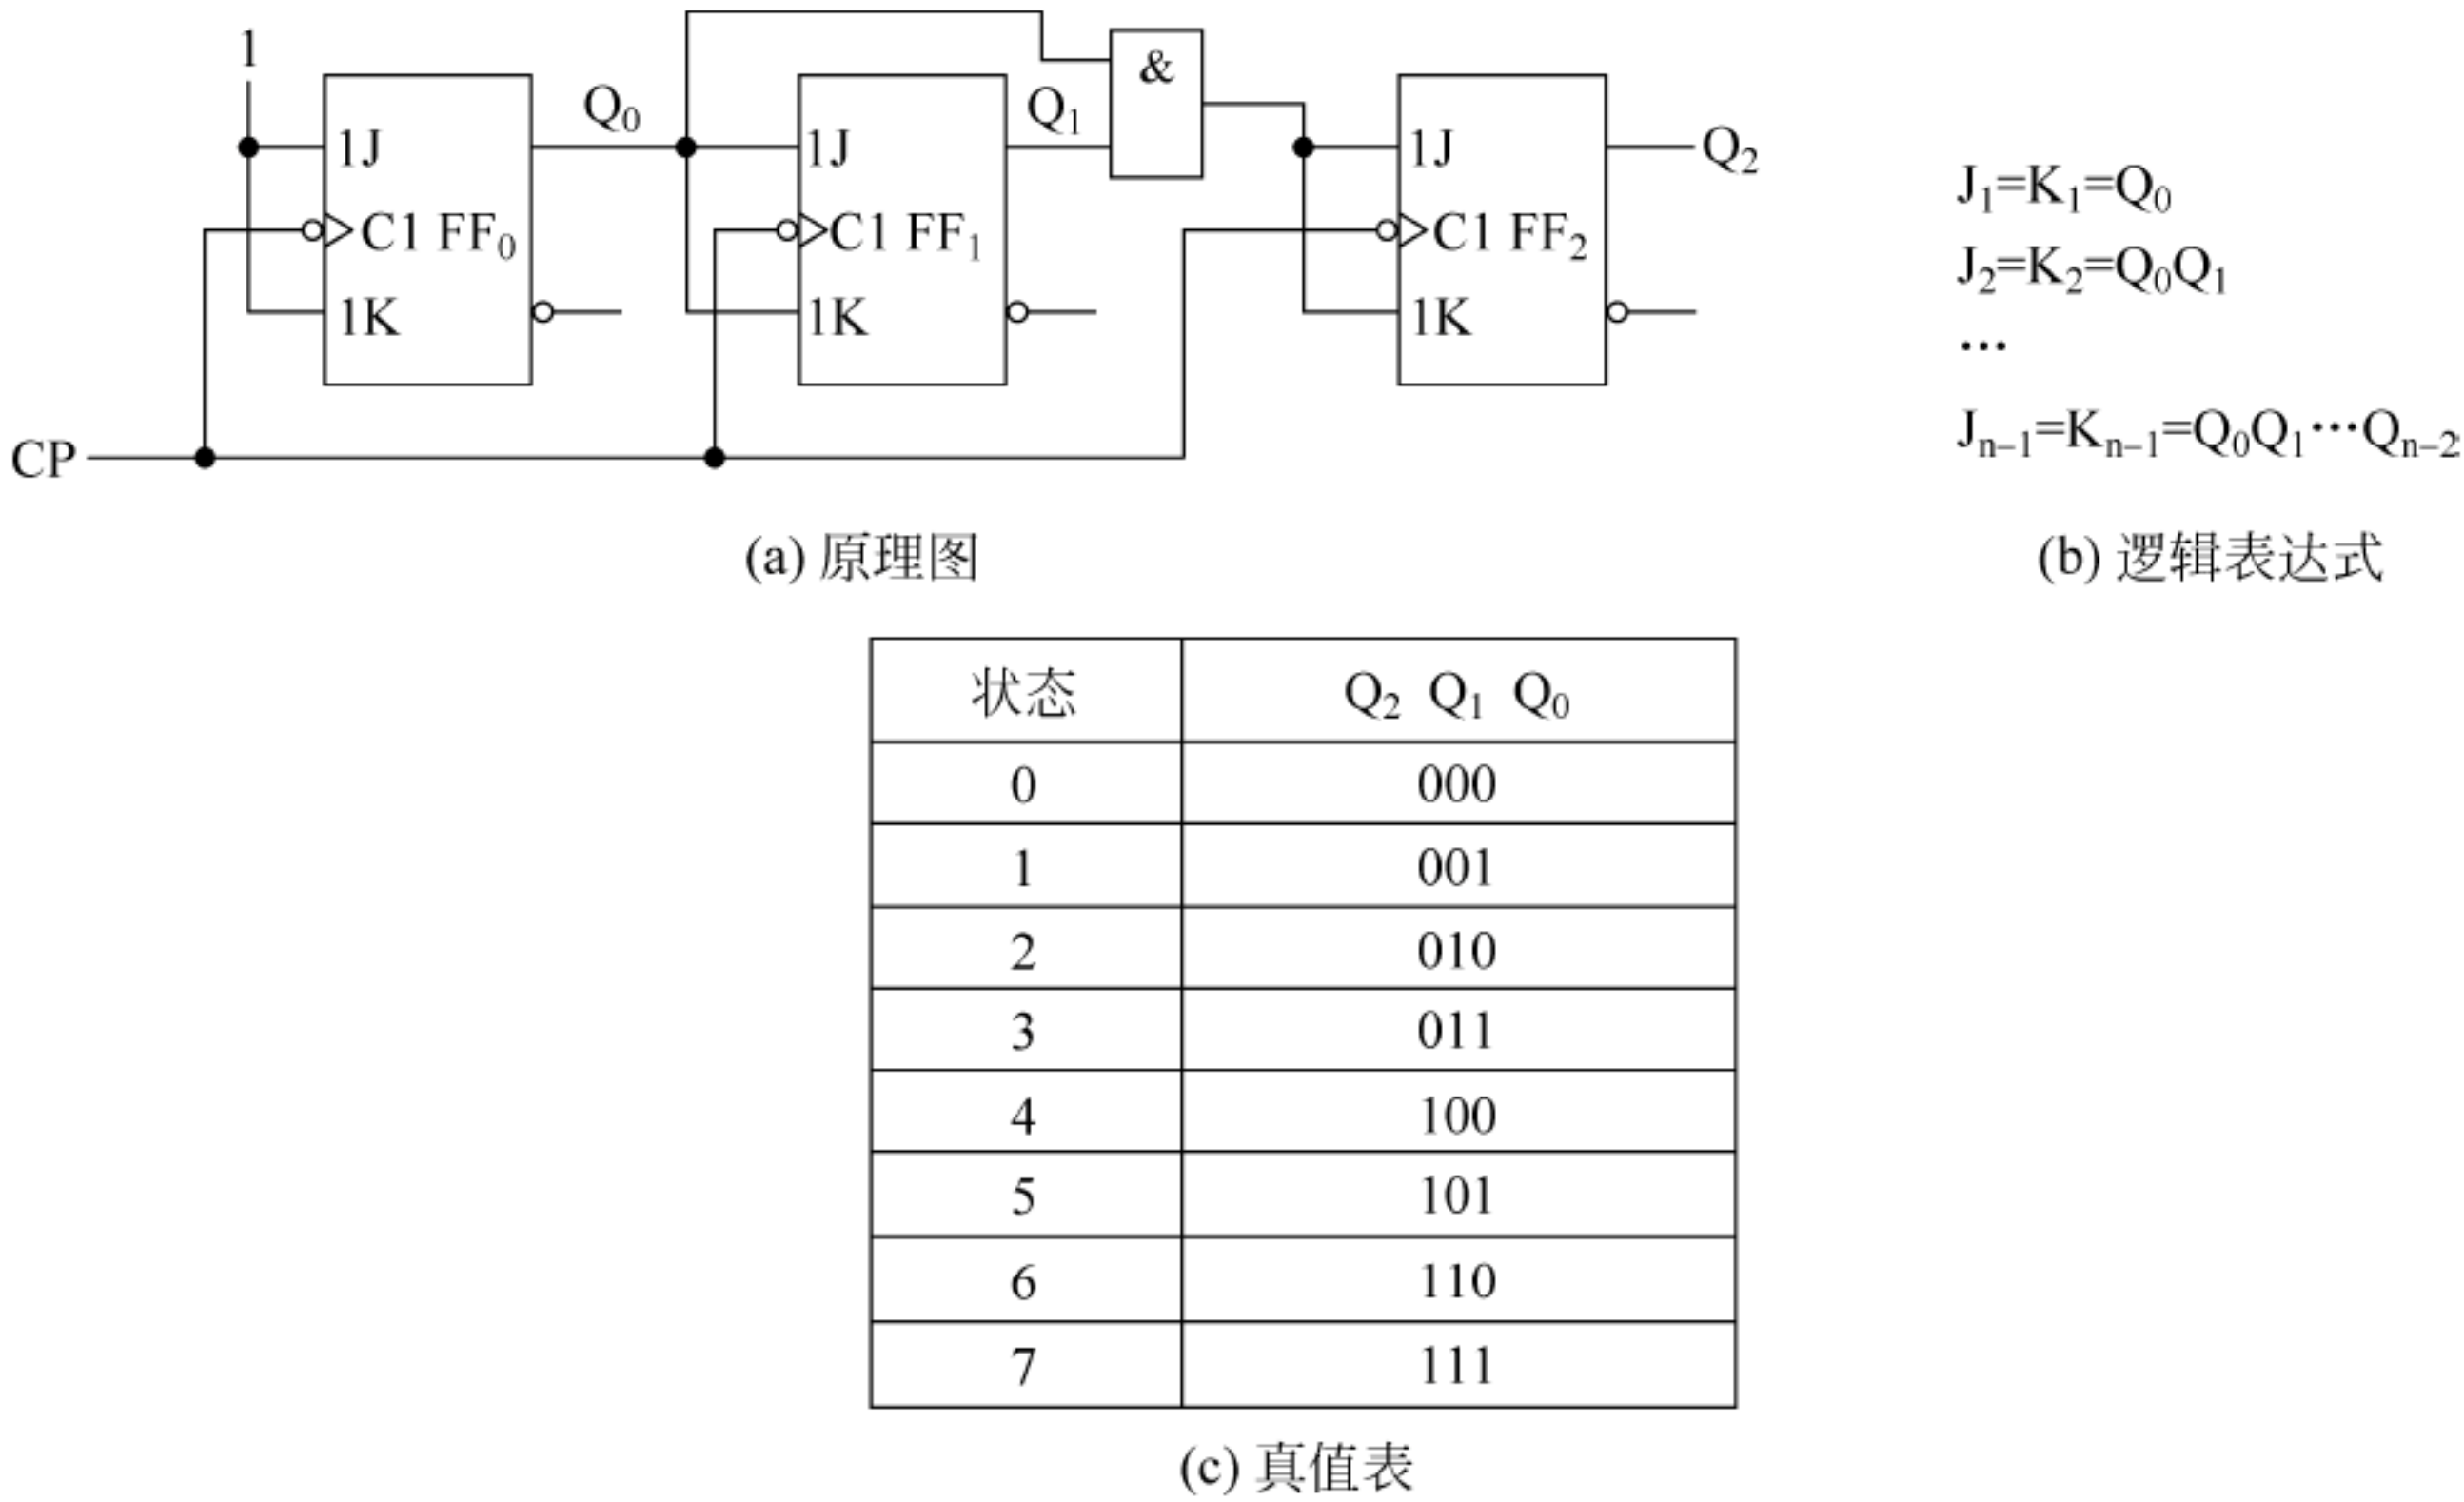 1
Q₀
Q₁
&
1J
1J
1J
Q₂
C1 FF₀
C1 FF₁
C1 FF₂
1K
1K
1K
CP
(a) 原理图
J₁=K₁=Q₀
J₂=K₂=Q₀Q₁
…
Jₙ₋₁=Kₙ₋₁=Q₀Q₁…Qₙ₋₂
(b) 逻辑表达式
状态 Q₂ Q₁ Q₀
0 000
1 001
2 010
3 011
4 100
5 101
6 110
7 111
(c) 真值表